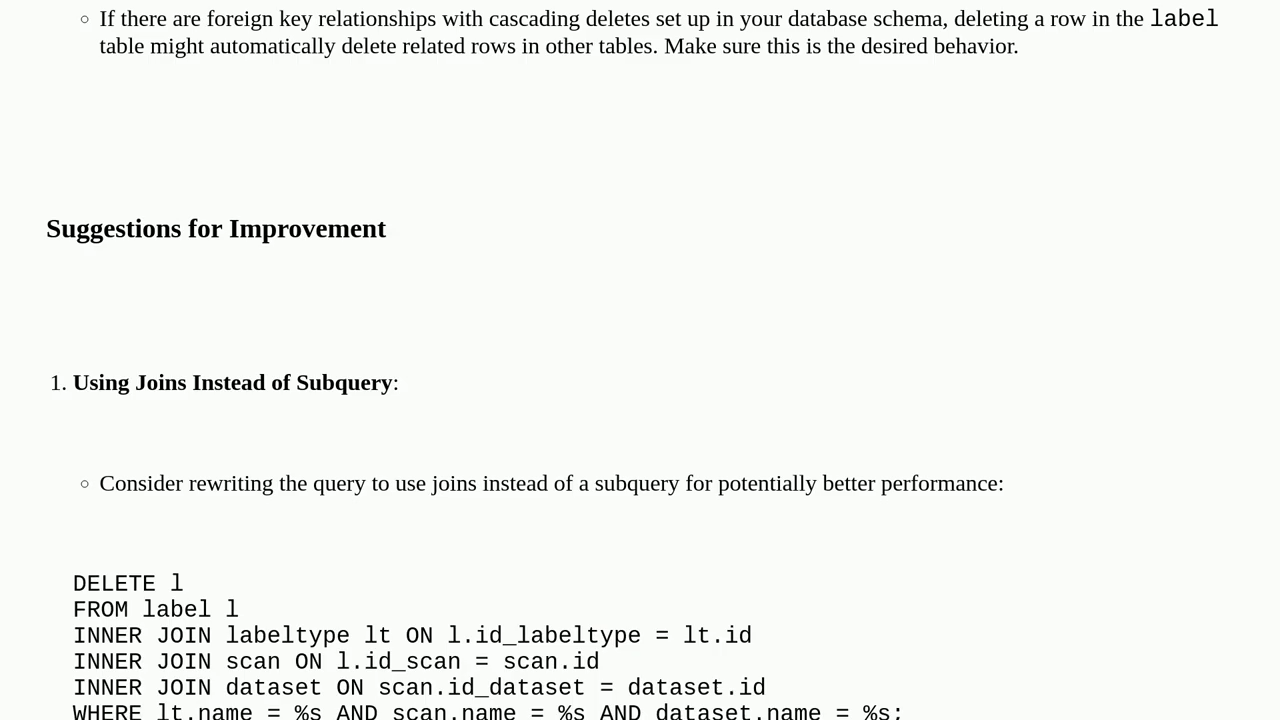 ◦ If there are foreign key relationships with cascading deletes set up in your database schema, deleting a row in the label
table might automatically delete related rows in other tables. Make sure this is the desired behavior.
Suggestions for Improvement
1. Using Joins Instead of Subquery:
◦ Consider rewriting the query to use joins instead of a subquery for potentially better performance:
DELETE l
FROM label l
INNER JOIN labeltype lt ON l.id_labeltype = lt.id
INNER JOIN scan ON l.id_scan = scan.id
INNER JOIN dataset ON scan.id_dataset = dataset.id
WHERE lt.name = %s AND scan.name = %s AND dataset.name = %s;